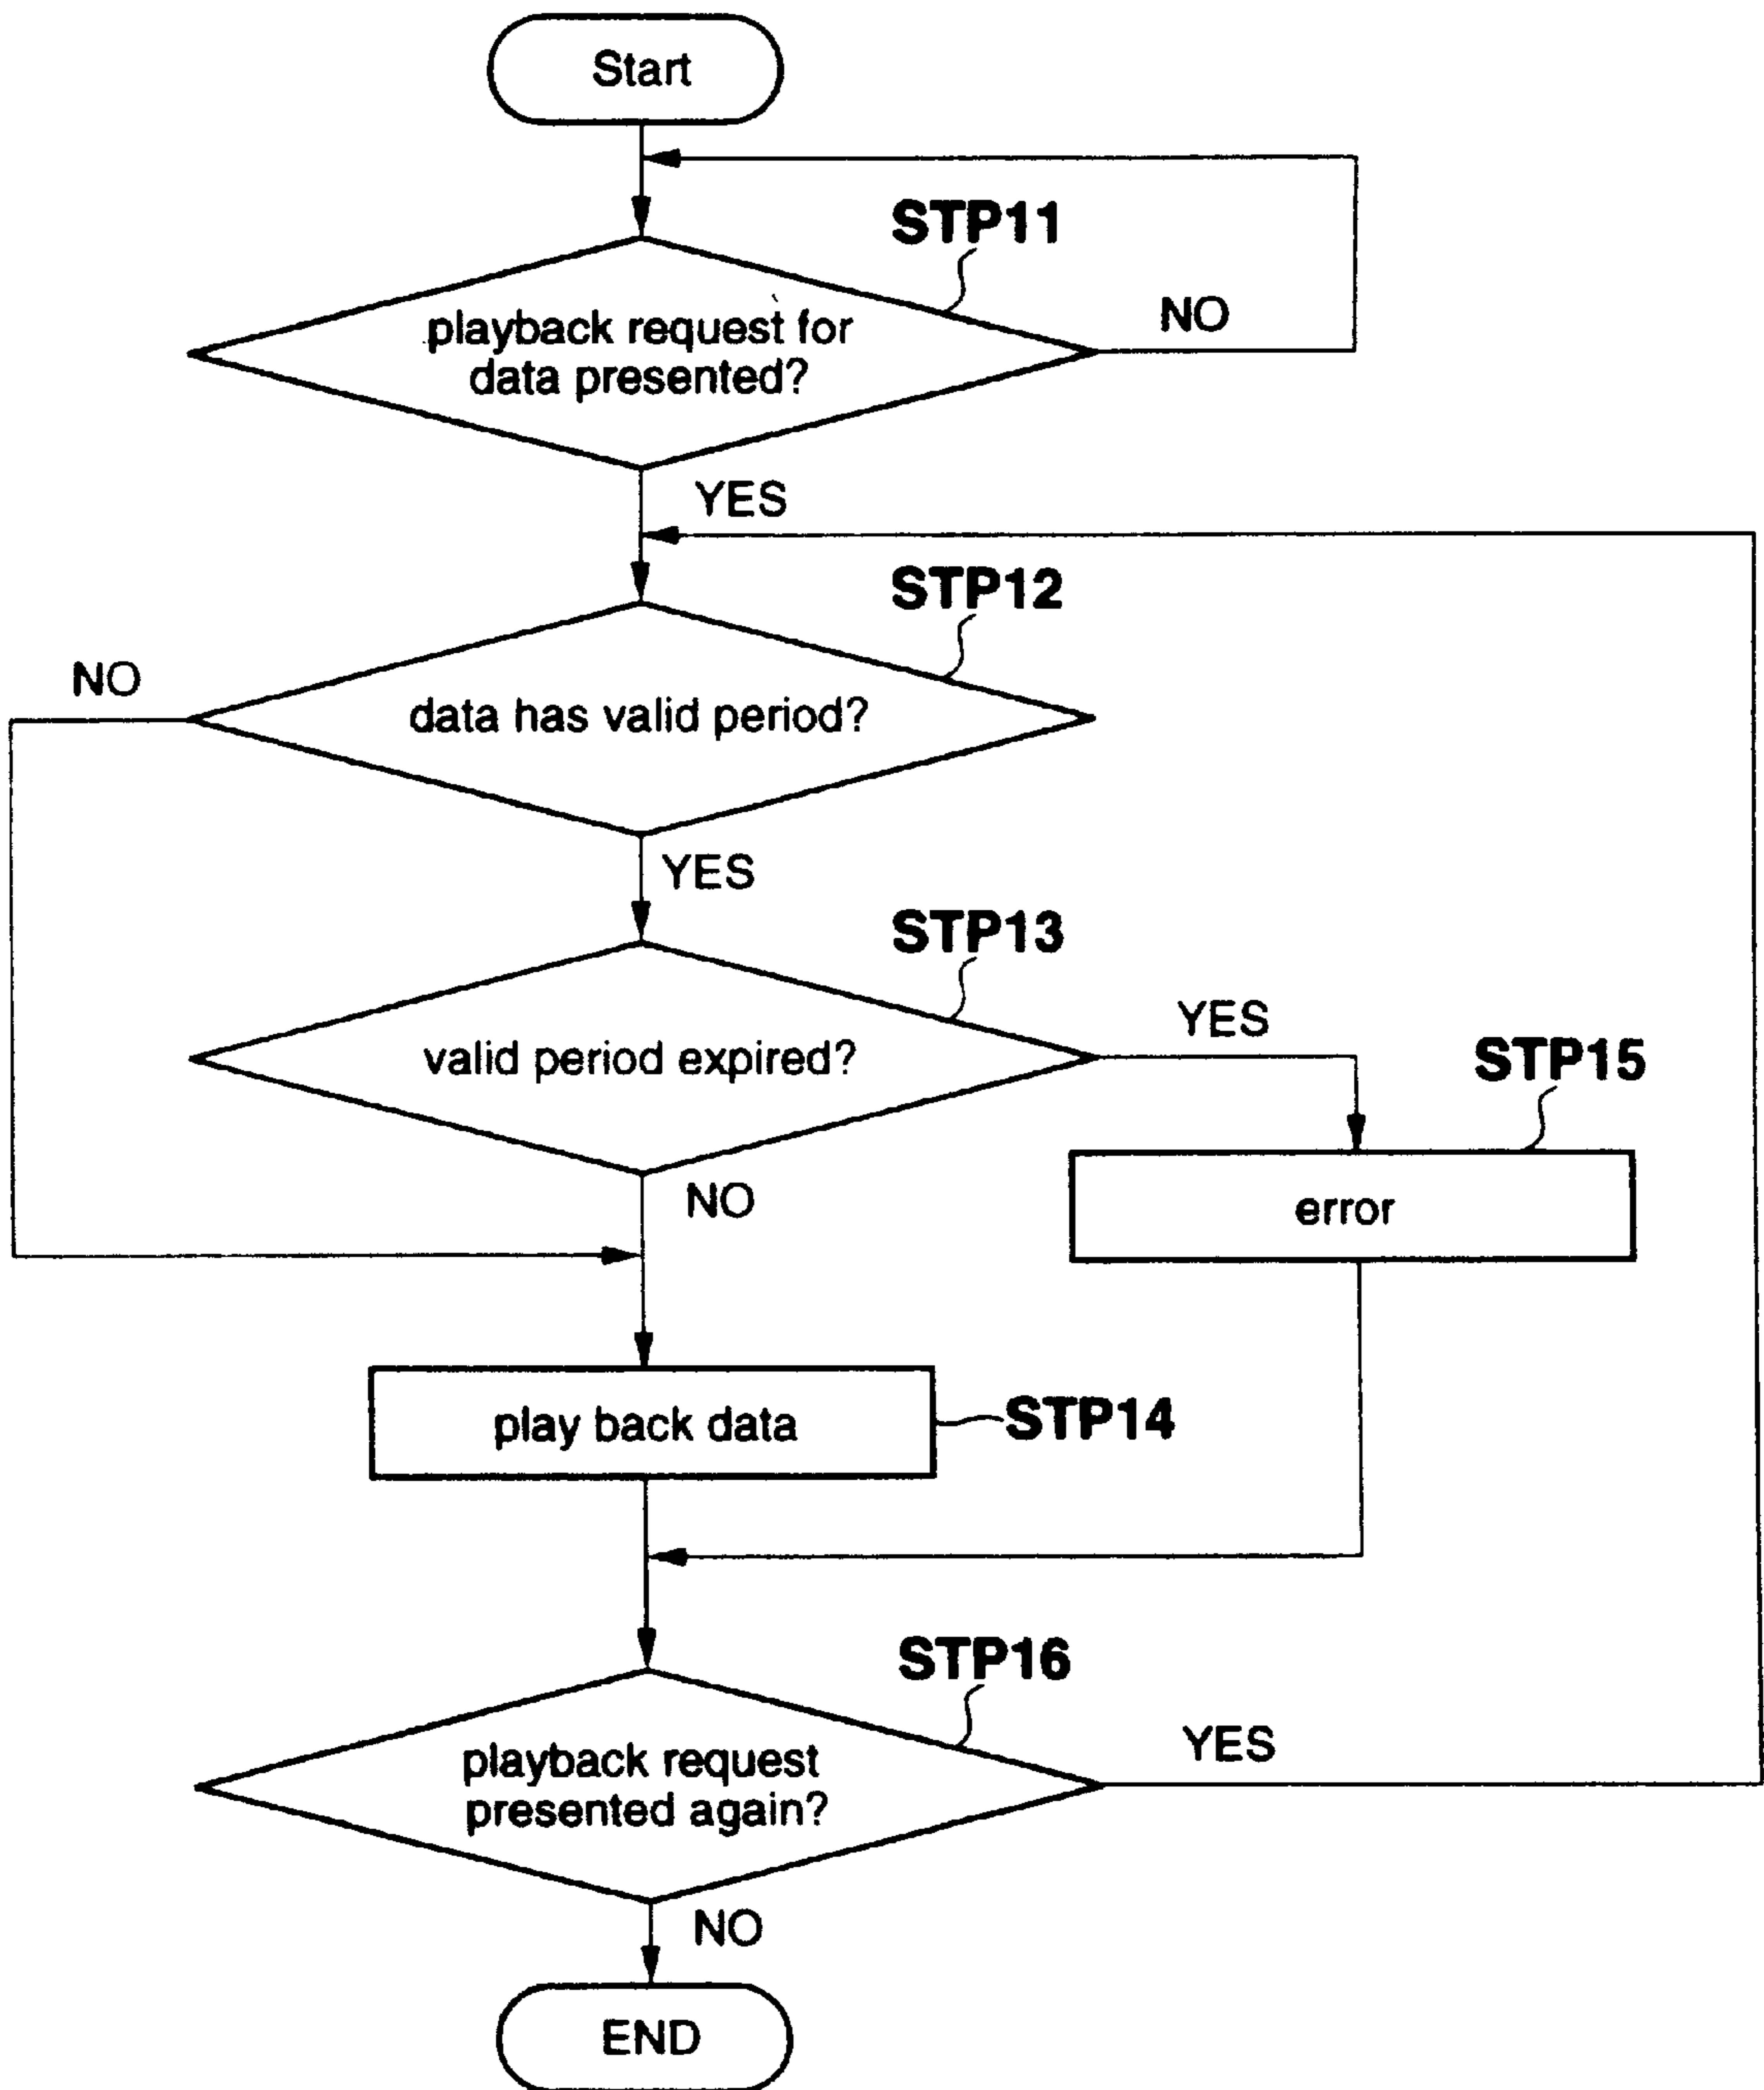 Start
STP11
playback request for
data presented?
NO
YES
STP12
NO
data has valid period?
YES
STP13
YES
valid period expired?
STP15
NO
error
play back data
STP14
STP16
YES
playback request
presented again?
NO
END